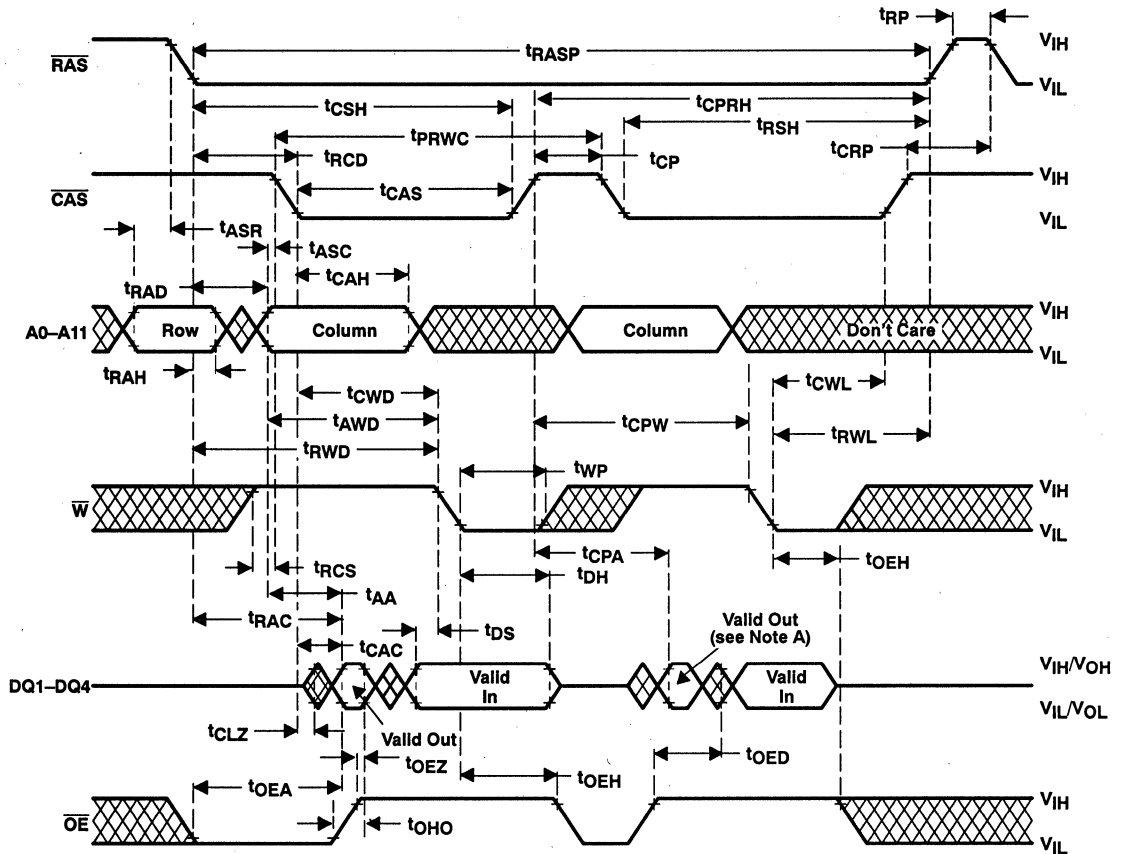 tRP
VIH
RAS
tRASP
VIL
tCSH
tCPRH
tPRWC
tRSH
tRCD
tCP
tCRP
CAS
tCAS
VIH
VIL
tASR
tASC
tCAH
tRAD
A0–A11
Row
Column
Column
Don't Care
VIH
VIL
tRAH
tCWD
tCWL
tAWD
tCPW
tRWD
tRWL
tWP
W
VIH
VIL
tCPA
tRCS
tDH
tOEH
tAA
tRAC
tDS
Valid Out
(see Note A)
tCAC
DQ1–DQ4
Valid
In
Valid
In
VIH/VOH
VIL/VOL
tCLZ
Valid Out
tOEZ
tOEH
tOED
tOEA
OE
tOHO
VIH
VIL